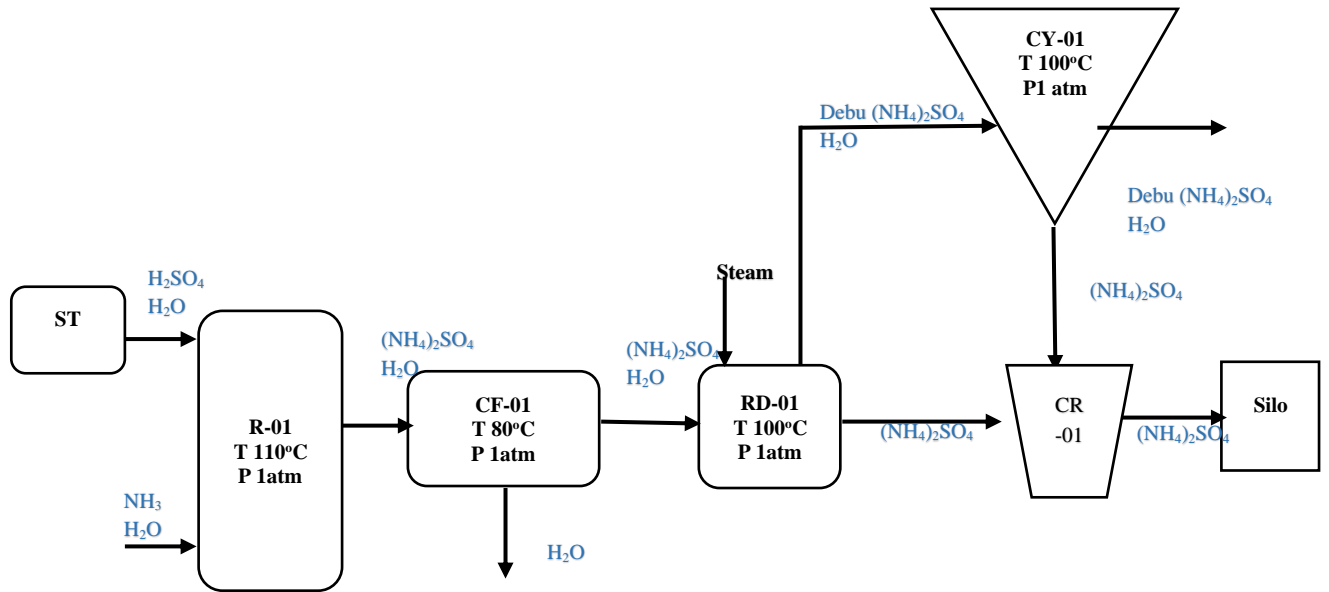 CY-01
T 100°C
P1 atm
Debu (NH₄)₂SO₄
H₂O
Debu (NH₄)₂SO₄
H₂O
Steam
(NH₄)₂SO₄
H₂SO₄
H₂O
ST
(NH₄)₂SO₄
H₂O
(NH₄)₂SO₄
H₂O
R-01
T 110°C
P 1atm
CF-01
T 80°C
P 1atm
RD-01
T 100°C
P 1atm
(NH₄)₂SO₄
CR
-01
(NH₄)₂SO₄
Silo
NH₃
H₂O
H₂O